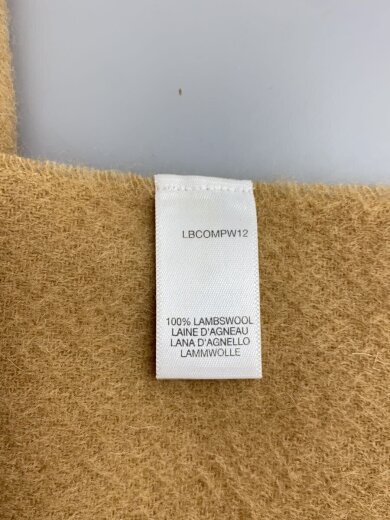 LBCOMPW12
100% LAMBSWOOL
LAINE D'AGNEAU
LANA D'AGNELLO
LAMMWOLLE